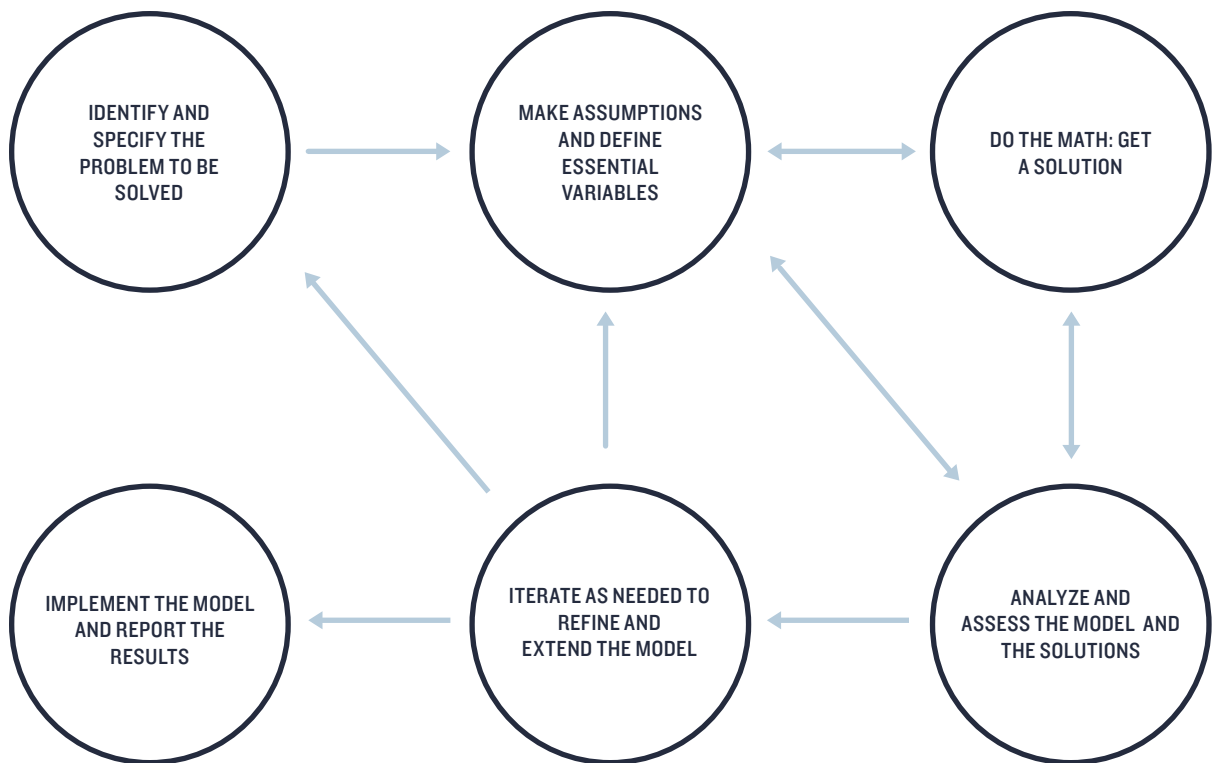 IDENTIFY AND
SPECIFY THE
PROBLEM TO BE
SOLVED
MAKE ASSUMPTIONS
AND DEFINE
ESSENTIAL
VARIABLES
DO THE MATH: GET
A SOLUTION
IMPLEMENT THE MODEL
AND REPORT THE
RESULTS
ITERATE AS NEEDED TO
REFINE AND
EXTEND THE MODEL
ANALYZE AND
ASSESS THE MODEL AND
THE SOLUTIONS